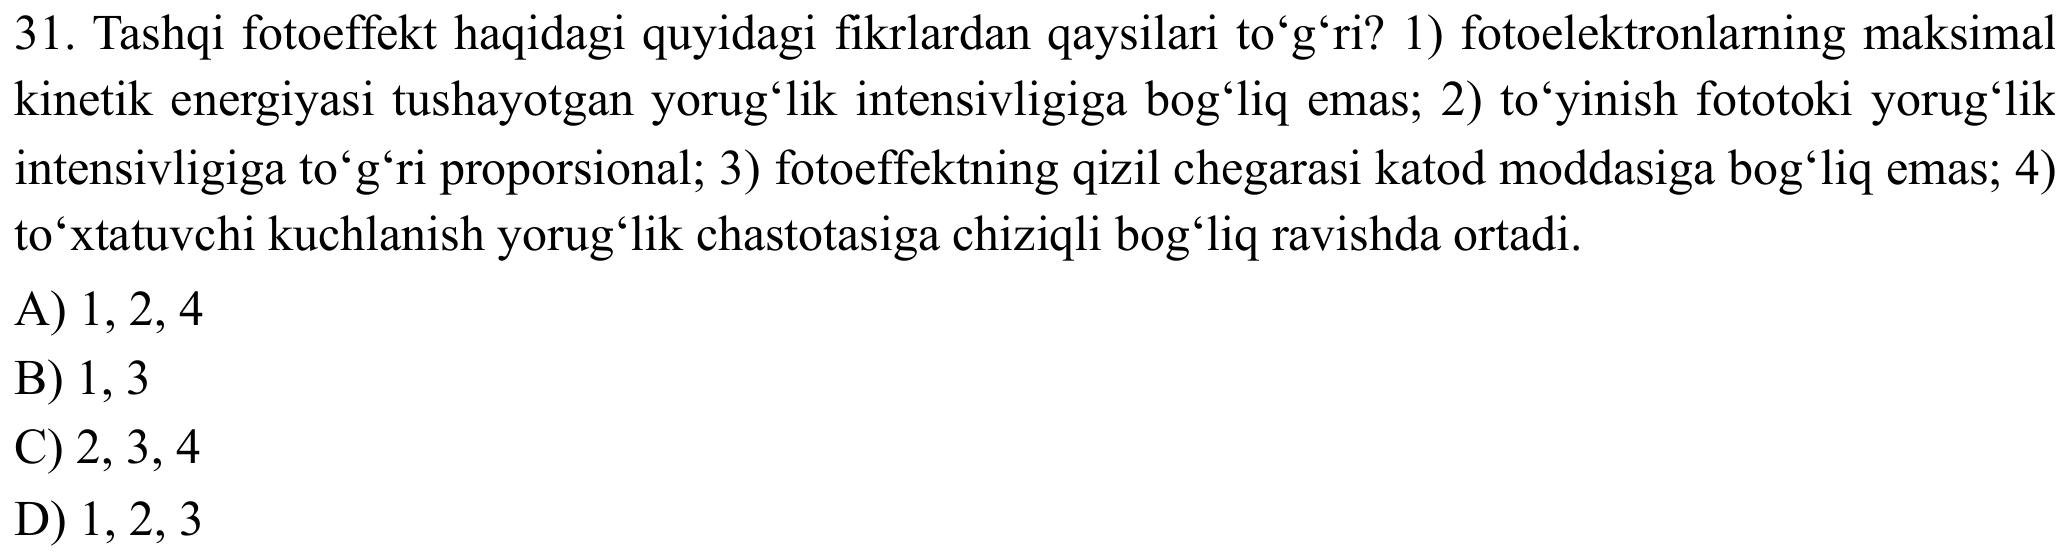 31. Tashqi fotoeffekt haqidagi quyidagi fikrlardan qaysilari to‘g‘ri? 1) fotoelektronlarning maksimal
kinetik energiyasi tushayotgan yorug‘lik intensivligiga bog‘liq emas; 2) to‘yinish fototoki yorug‘lik
intensivligiga to‘g‘ri proporsional; 3) fotoeffektning qizil chegarasi katod moddasiga bog‘liq emas; 4)
to‘xtatuvchi kuchlanish yorug‘lik chastotasiga chiziqli bog‘liq ravishda ortadi.
A) 1, 2, 4
B) 1, 3
C) 2, 3, 4
D) 1, 2, 3